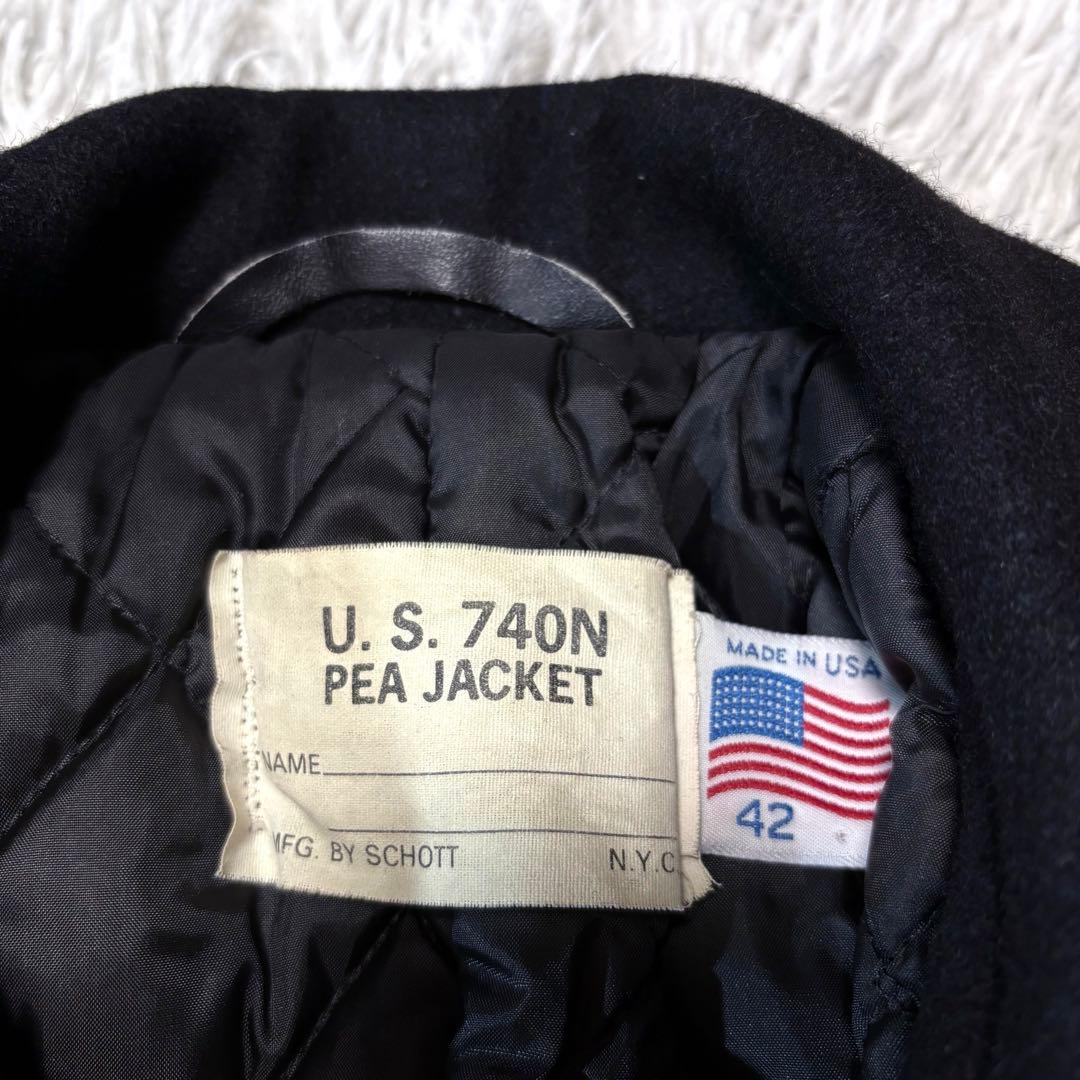 U. S. 740N
PEA JACKET
NAME
MFG. BY SCHOTT N.Y.C
MADE IN USA
42